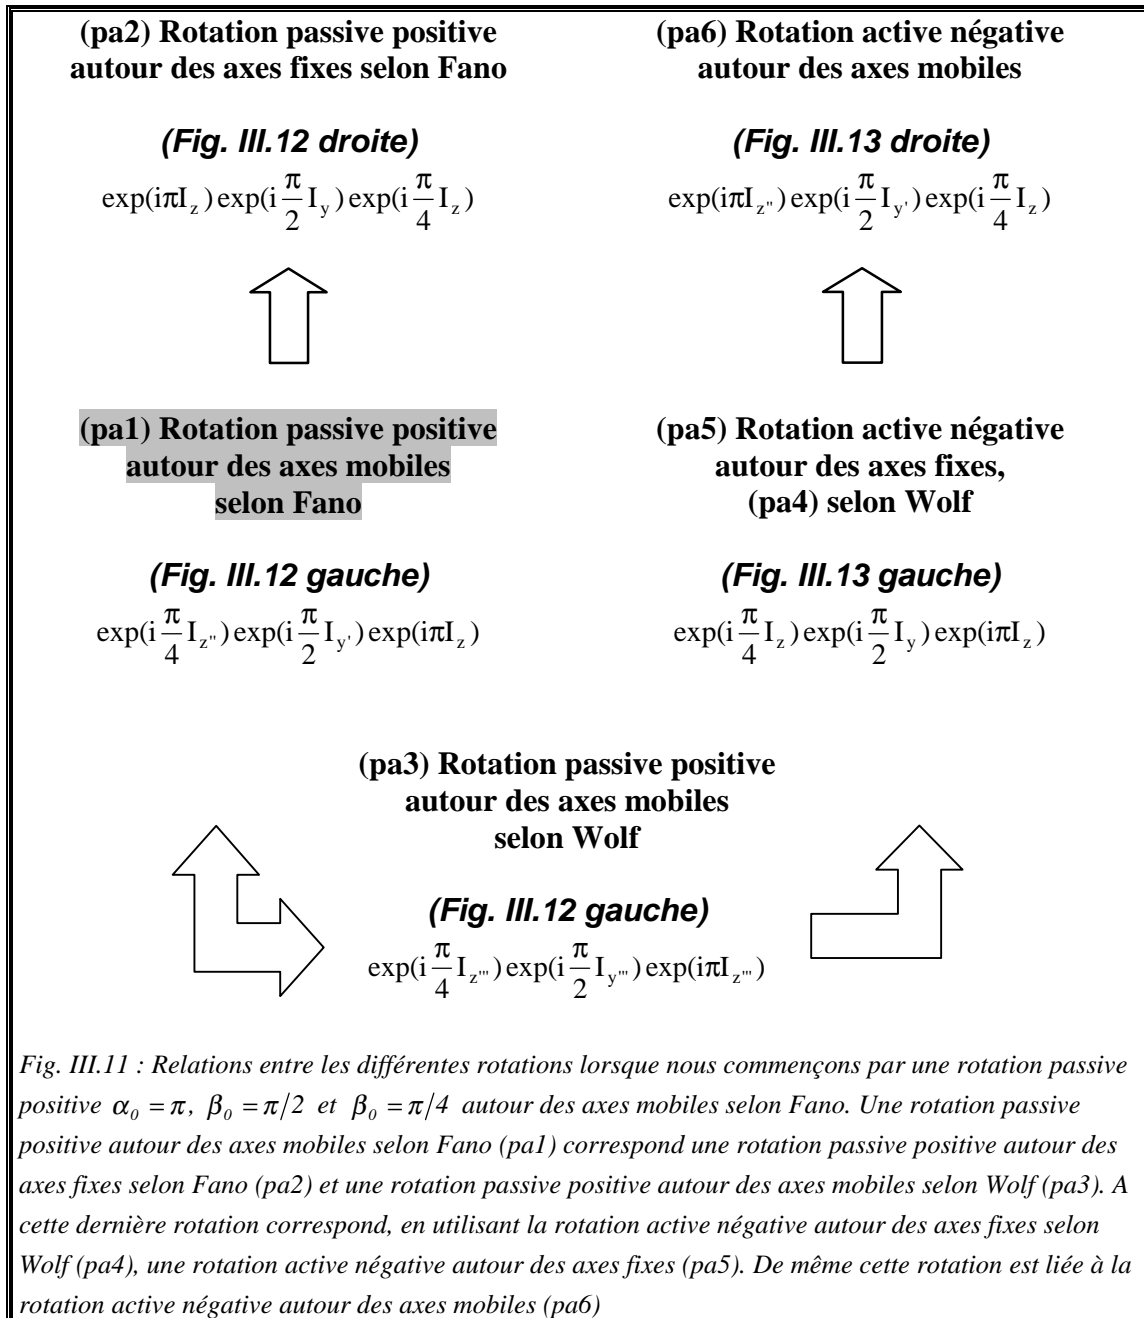 (pa2) Rotation passive positive
autour des axes fixes selon Fano
(Fig. III.12 droite)
exp(iπI_z) exp(i π/2 I_y) exp(i π/4 I_z)
(pa6) Rotation active négative
autour des axes mobiles
(Fig. III.13 droite)
exp(iπI_z") exp(i π/2 I_y') exp(i π/4 I_z)
(pa1) Rotation passive positive
autour des axes mobiles
selon Fano
(Fig. III.12 gauche)
exp(i π/4 I_z") exp(i π/2 I_y') exp(iπI_z)
(pa5) Rotation active négative
autour des axes fixes,
(pa4) selon Wolf
(Fig. III.13 gauche)
exp(i π/4 I_z) exp(i π/2 I_y) exp(iπI_z)
(pa3) Rotation passive positive
autour des axes mobiles
selon Wolf
(Fig. III.12 gauche)
exp(i π/4 I_z''') exp(i π/2 I_y''') exp(iπI_z''')
Fig. III.11 : Relations entre les différentes rotations lorsque nous commençons par une rotation passive
positive α₀ = π, β₀ = π/2 et β₀ = π/4 autour des axes mobiles selon Fano. Une rotation passive
positive autour des axes mobiles selon Fano (pa1) correspond une rotation passive positive autour des
axes fixes selon Fano (pa2) et une rotation passive positive autour des axes mobiles selon Wolf (pa3). A
cette dernière rotation correspond, en utilisant la rotation active négative autour des axes fixes selon
Wolf (pa4), une rotation active négative autour des axes fixes (pa5). De même cette rotation est liée à la
rotation active négative autour des axes mobiles (pa6)